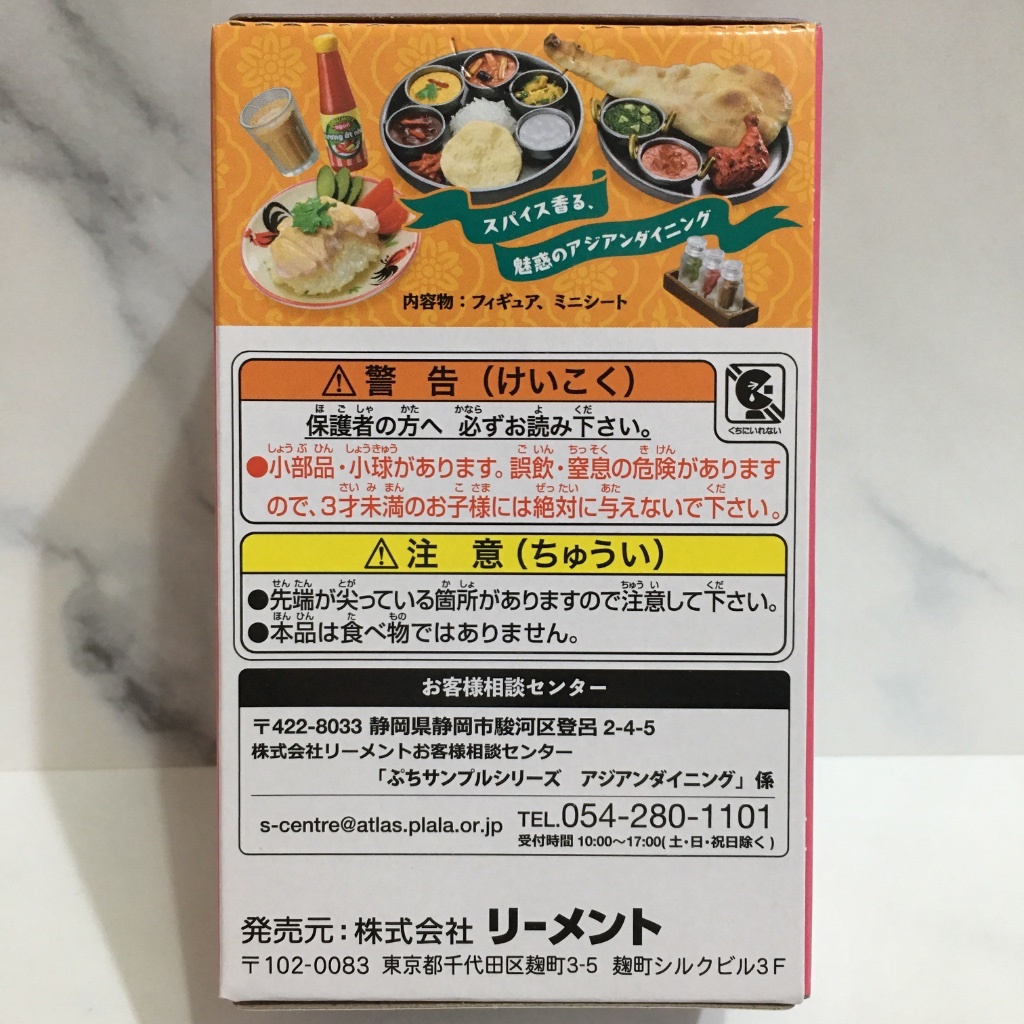 スパイス香る、
魅惑のアジアンダイニング
内容物：フィギュア、ミニシート
⚠警　告（けいこく）
くちにいれない
保護者の方へ 必ずお読み下さい。
●小部品・小球があります。誤飲・窒息の危険があります
ので、3才未満のお子様には絶対に与えないで下さい。
⚠注　意（ちゅうい）
●先端が尖っている箇所がありますので注意して下さい。
●本品は食べ物ではありません。
お客様相談センター
〒422-8033 静岡県静岡市駿河区登呂 2-4-5
株式会社リーメントお客様相談センター
「ぷちサンプルシリーズ　アジアンダイニング」係
s-centre@atlas.plala.or.jp TEL.054-280-1101
受付時間 10:00～17:00(土・日・祝日除く)
発売元：株式会社 リーメント
〒102-0083 東京都千代田区麹町3-5 麹町シルクビル3F